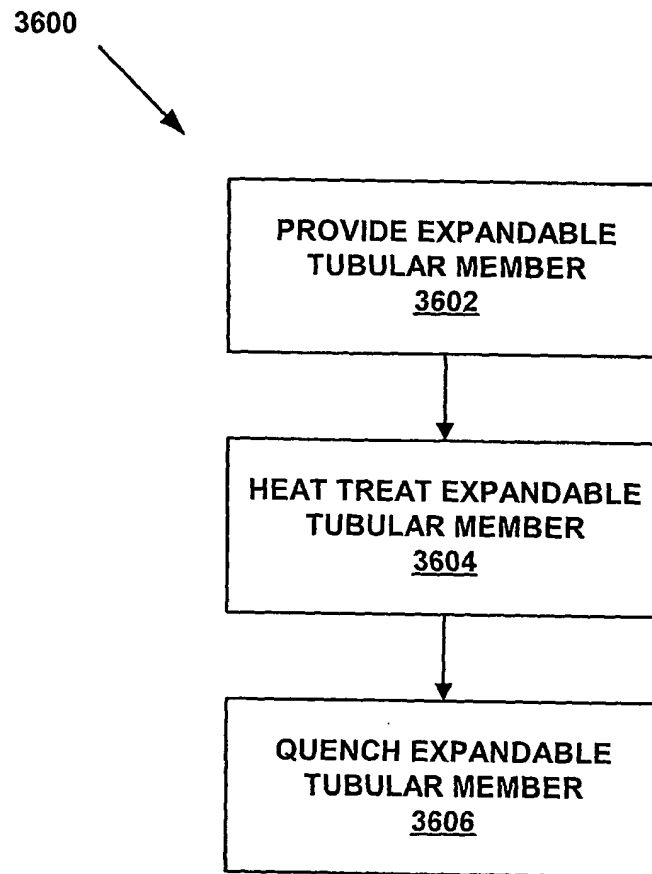 3600
PROVIDE EXPANDABLE
TUBULAR MEMBER
3602
HEAT TREAT EXPANDABLE
TUBULAR MEMBER
3604
QUENCH EXPANDABLE
TUBULAR MEMBER
3606